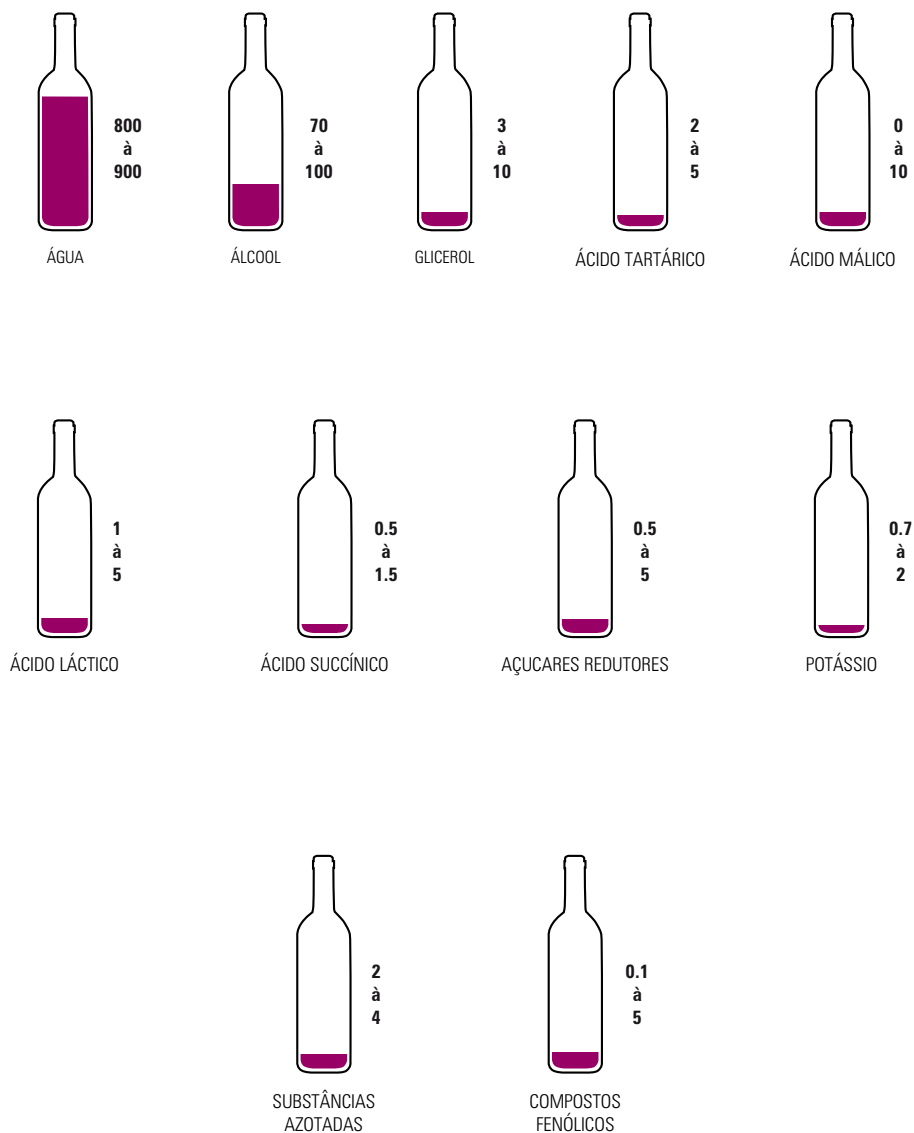 800
à
900
70
à
100
3
à
10
2
à
5
0
à
10
ÁGUA
ÁLCOOL
GLICEROL
ÁCIDO TARTÁRICO
ÁCIDO MÁLICO
1
à
5
0.5
à
1.5
0.5
à
5
0.7
à
2
ÁCIDO LÁCTICO
ÁCIDO SUCCÍNICO
AÇUCARES REDUTORES
POTÁSSIO
2
à
4
0.1
à
5
SUBSTÂNCIAS
AZOTADAS
COMPOSTOS
FENÓLICOS